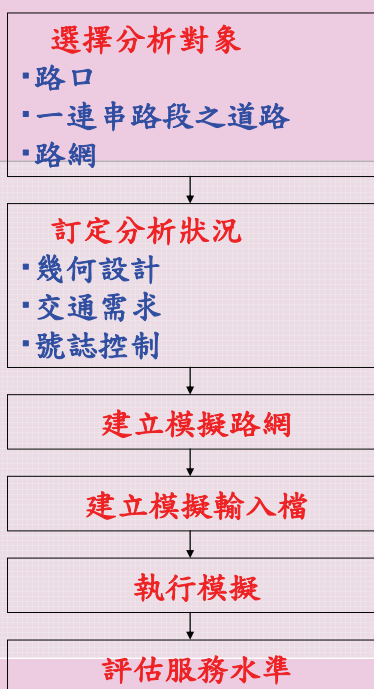 選擇分析對象
▪路口
▪一連串路段之道路
▪路網
訂定分析狀況
▪幾何設計
▪交通需求
▪號誌控制
建立模擬路網
建立模擬輸入檔
執行模擬
評估服務水準